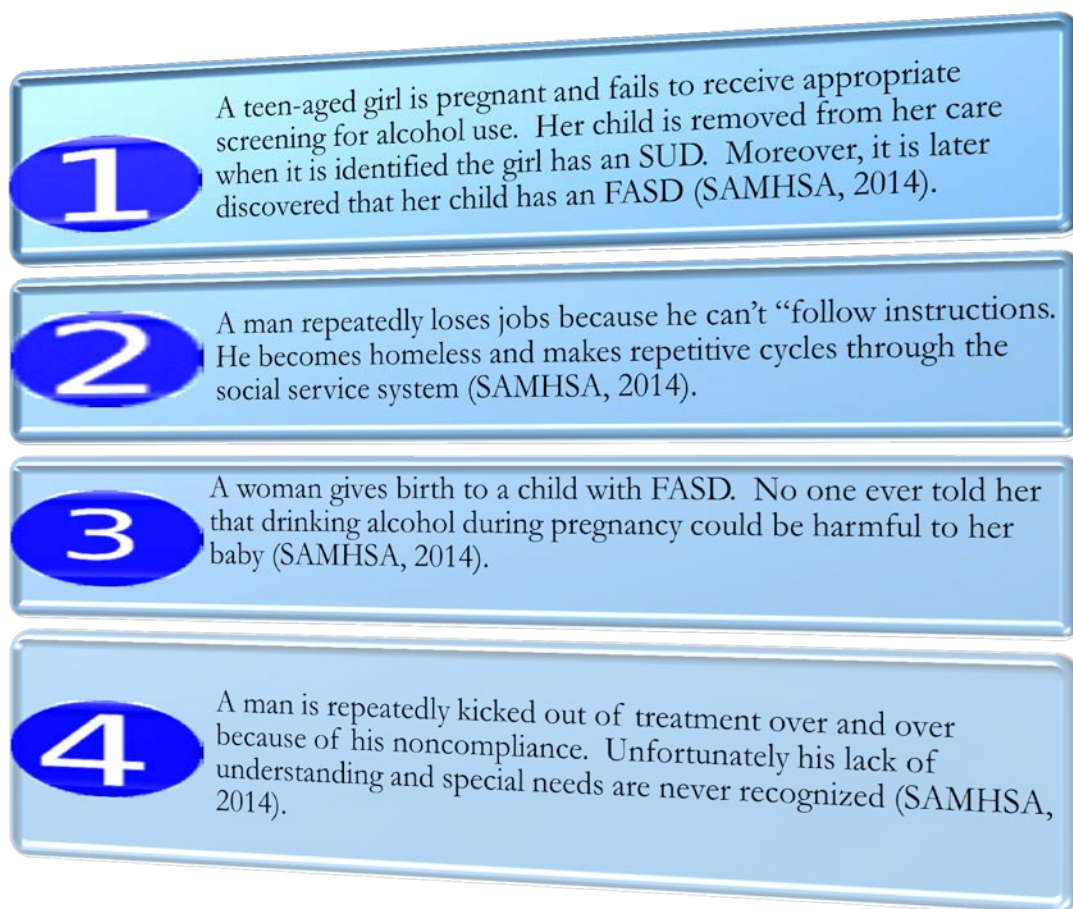 1
A teen-aged girl is pregnant and fails to receive appropriate
screening for alcohol use.  Her child is removed from her care
when it is identified the girl has an SUD.  Moreover, it is later
discovered that her child has an FASD (SAMHSA, 2014).
2
A man repeatedly loses jobs because he can’t “follow instructions.
He becomes homeless and makes repetitive cycles through the
social service system (SAMHSA, 2014).
3
A woman gives birth to a child with FASD.  No one ever told her
that drinking alcohol during pregnancy could be harmful to her
baby (SAMHSA, 2014).
4
A man is repeatedly kicked out of treatment over and over
because of his noncompliance.  Unfortunately his lack of
understanding and special needs are never recognized (SAMHSA,
2014).